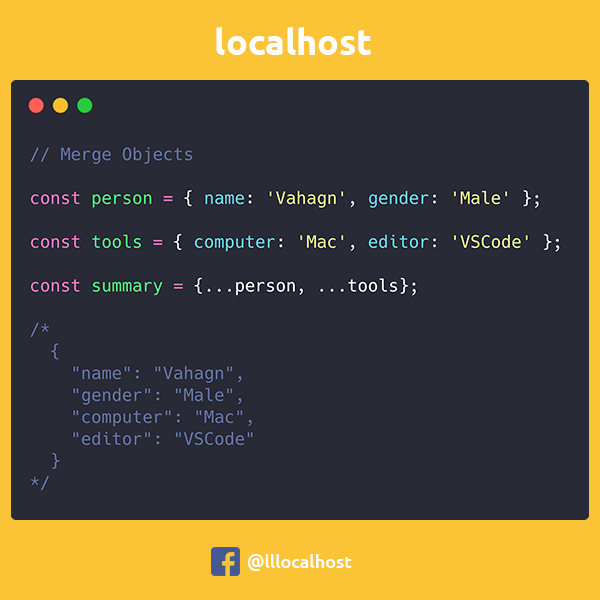 localhost
// Merge Objects
const person = { name: 'Vahagn', gender: 'Male' };
const tools = { computer: 'Mac', editor: 'VSCode' };
const summary = {...person, ...tools};
/*
  {
    "name": "Vahagn",
    "gender": "Male",
    "computer": "Mac",
    "editor": "VSCode"
  }
*/
@lllocalhost